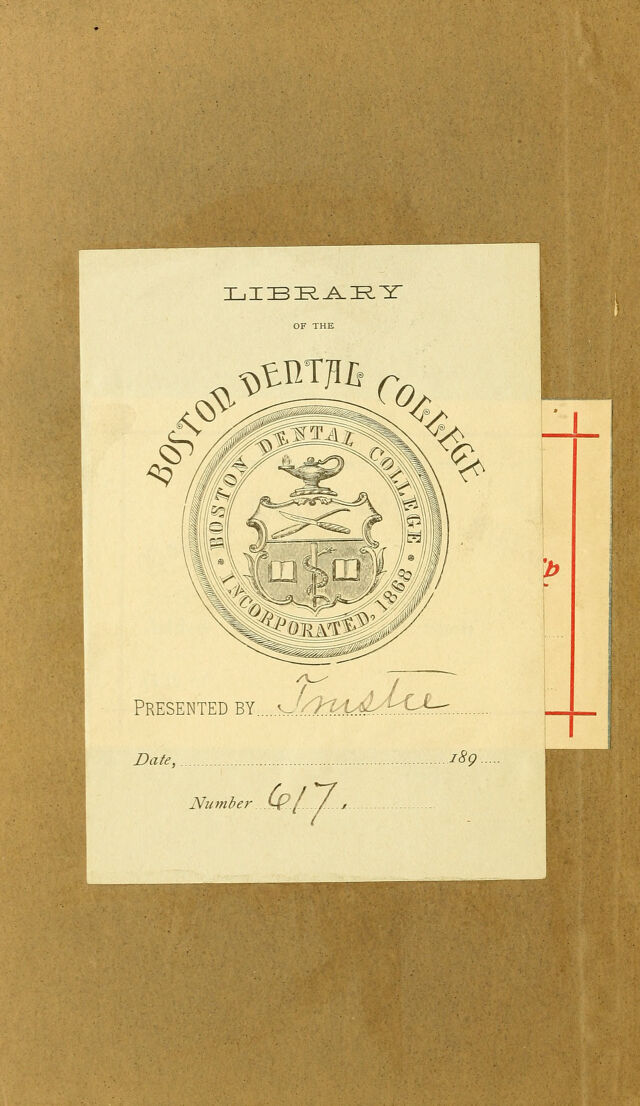 LIBRARY
OF THE
BOSTON DENTAL COLLEGE
BOSTON DENTAL COLLEGE
INCORPORATED, 1868
PRESENTED BY Trustee
Date, 189
Number 617.